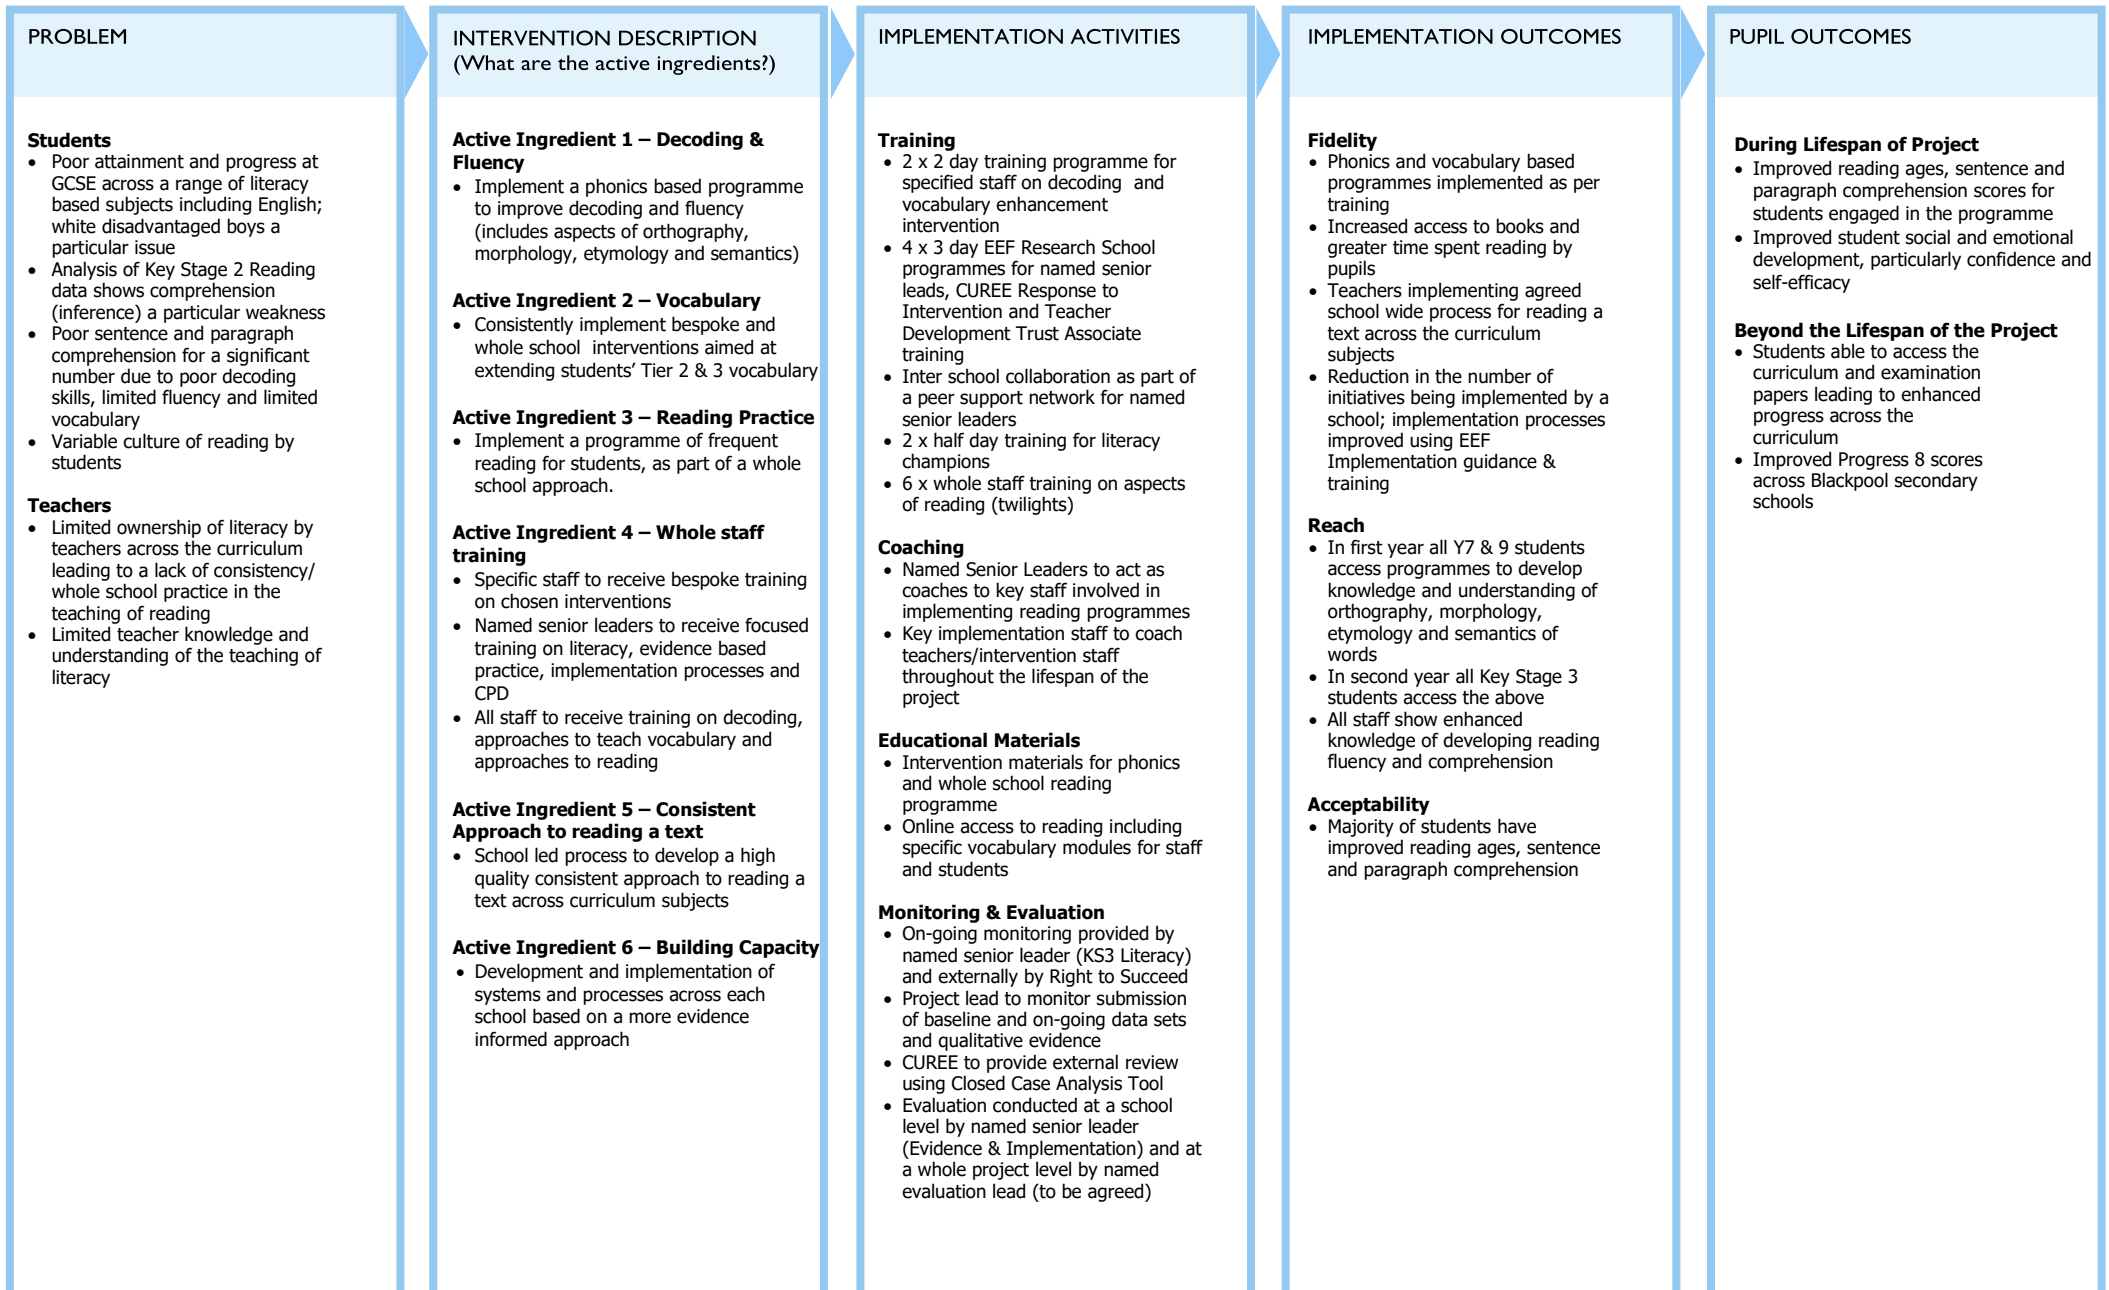 PROBLEM
Students
• Poor attainment and progress at
GCSE across a range of literacy
based subjects including English;
white disadvantaged boys a
particular issue
• Analysis of Key Stage 2 Reading
data shows comprehension
(inference) a particular weakness
• Poor sentence and paragraph
comprehension for a significant
number due to poor decoding
skills, limited fluency and limited
vocabulary
• Variable culture of reading by
students
Teachers
• Limited ownership of literacy by
teachers across the curriculum
leading to a lack of consistency/
whole school practice in the
teaching of reading
• Limited teacher knowledge and
understanding of the teaching of
literacy
INTERVENTION DESCRIPTION
(What are the active ingredients?)
Active Ingredient 1 – Decoding &
Fluency
• Implement a phonics based programme
to improve decoding and fluency
(includes aspects of orthography,
morphology, etymology and semantics)
Active Ingredient 2 – Vocabulary
• Consistently implement bespoke and
whole school interventions aimed at
extending students’ Tier 2 & 3 vocabulary
Active Ingredient 3 – Reading Practice
• Implement a programme of frequent
reading for students, as part of a whole
school approach.
Active Ingredient 4 – Whole staff
training
• Specific staff to receive bespoke training
on chosen interventions
• Named senior leaders to receive focused
training on literacy, evidence based
practice, implementation processes and
CPD
• All staff to receive training on decoding,
approaches to teach vocabulary and
approaches to reading
Active Ingredient 5 – Consistent
Approach to reading a text
• School led process to develop a high
quality consistent approach to reading a
text across curriculum subjects
Active Ingredient 6 – Building Capacity
• Development and implementation of
systems and processes across each
school based on a more evidence
informed approach
IMPLEMENTATION ACTIVITIES
Training
• 2 x 2 day training programme for
specified staff on decoding and
vocabulary enhancement
intervention
• 4 x 3 day EEF Research School
programmes for named senior
leads, CUREE Response to
Intervention and Teacher
Development Trust Associate
training
• Inter school collaboration as part of
a peer support network for named
senior leaders
• 2 x half day training for literacy
champions
• 6 x whole staff training on aspects
of reading (twilights)
Coaching
• Named Senior Leaders to act as
coaches to key staff involved in
implementing reading programmes
• Key implementation staff to coach
teachers/intervention staff
throughout the lifespan of the
project
Educational Materials
• Intervention materials for phonics
and whole school reading
programme
• Online access to reading including
specific vocabulary modules for staff
and students
Monitoring & Evaluation
• On-going monitoring provided by
named senior leader (KS3 Literacy)
and externally by Right to Succeed
• Project lead to monitor submission
of baseline and on-going data sets
and qualitative evidence
• CUREE to provide external review
using Closed Case Analysis Tool
• Evaluation conducted at a school
level by named senior leader
(Evidence & Implementation) and at
a whole project level by named
evaluation lead (to be agreed)
IMPLEMENTATION OUTCOMES
Fidelity
• Phonics and vocabulary based
programmes implemented as per
training
• Increased access to books and
greater time spent reading by
pupils
• Teachers implementing agreed
school wide process for reading a
text across the curriculum
subjects
• Reduction in the number of
initiatives being implemented by a
school; implementation processes
improved using EEF
Implementation guidance &
training
Reach
• In first year all Y7 & 9 students
access programmes to develop
knowledge and understanding of
orthography, morphology,
etymology and semantics of
words
• In second year all Key Stage 3
students access the above
• All staff show enhanced
knowledge of developing reading
fluency and comprehension
Acceptability
• Majority of students have
improved reading ages, sentence
and paragraph comprehension
PUPIL OUTCOMES
During Lifespan of Project
• Improved reading ages, sentence and
paragraph comprehension scores for
students engaged in the programme
• Improved student social and emotional
development, particularly confidence and
self-efficacy
Beyond the Lifespan of the Project
• Students able to access the
curriculum and examination
papers leading to enhanced
progress across the
curriculum
• Improved Progress 8 scores
across Blackpool secondary
schools